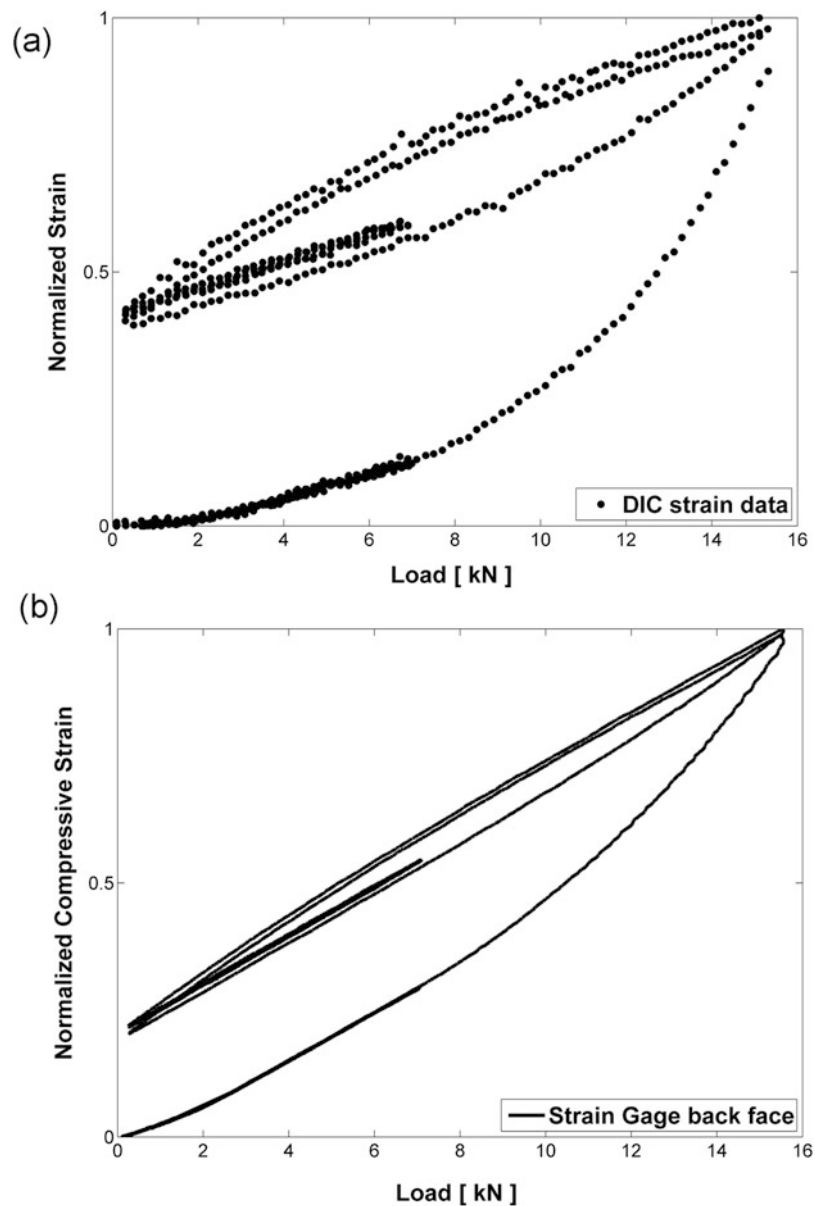 (a)
1
0.5
0
Normalized Strain
DIC strain data
0 2 4 6 8 10 12 14 16
Load [ kN ]
(b)
1
0.5
0
Normalized Compressive Strain
Strain Gage back face
0 2 4 6 8 10 12 14 16
Load [ kN ]